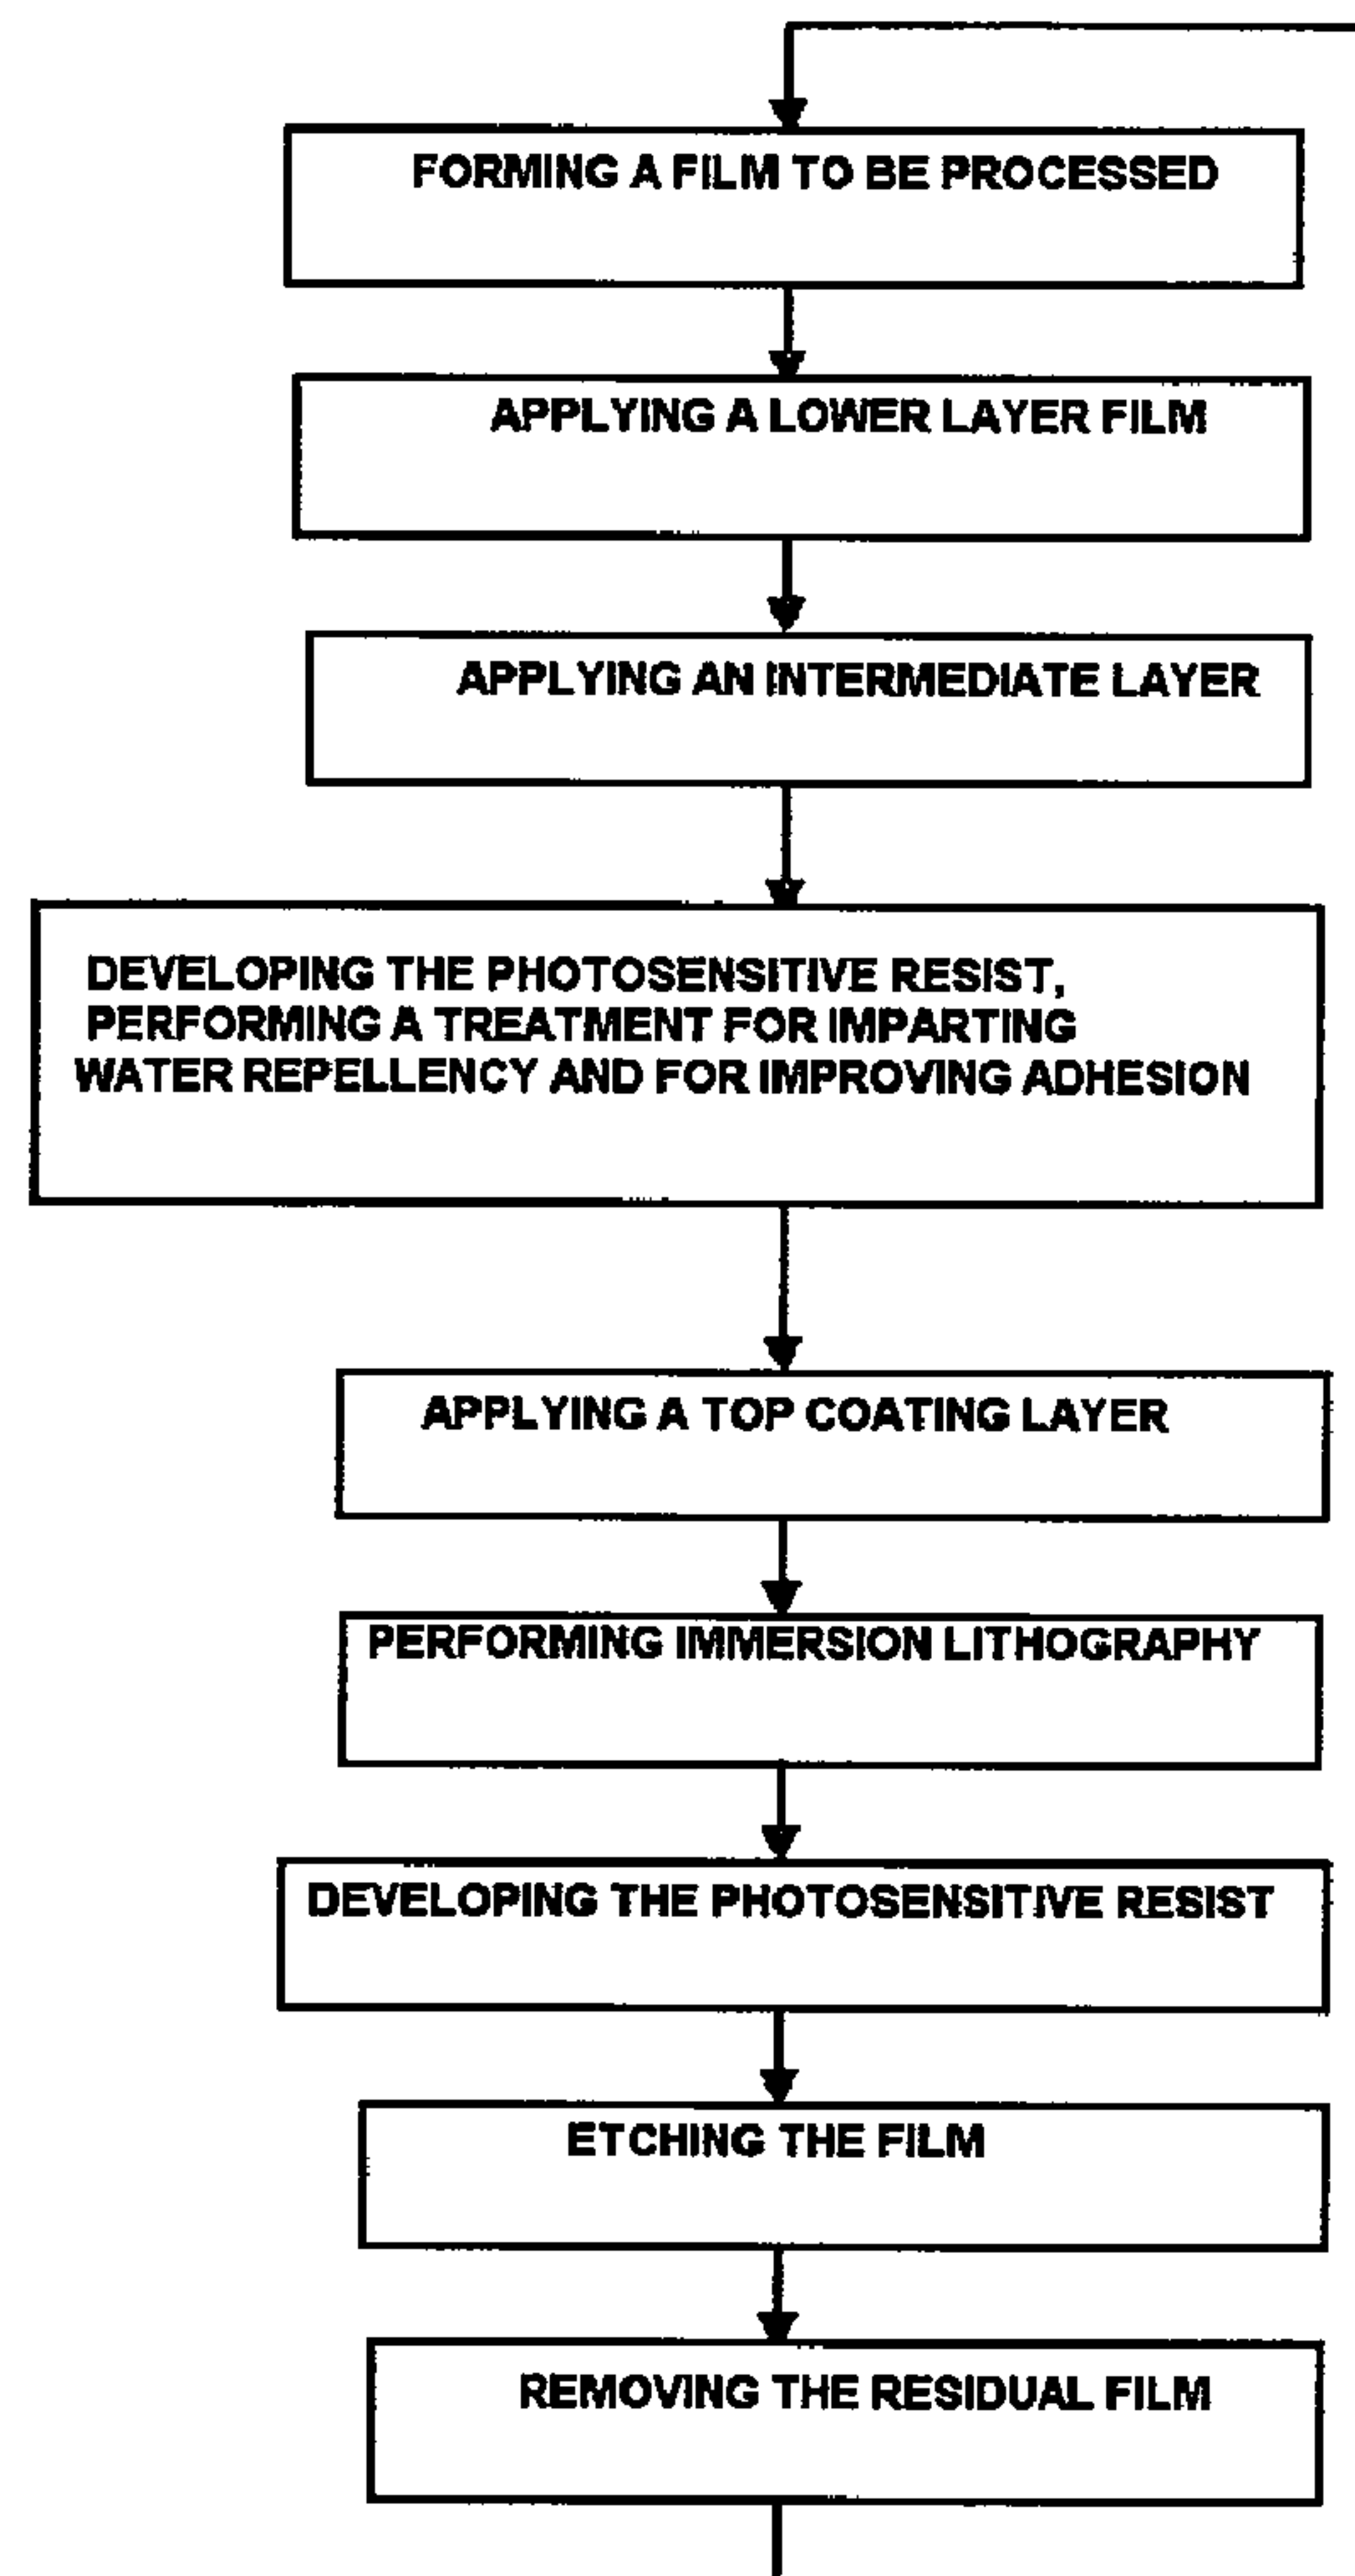 FORMING A FILM TO BE PROCESSED
APPLYING A LOWER LAYER FILM
APPLYING AN INTERMEDIATE LAYER
DEVELOPING THE PHOTOSENSITIVE RESIST,
PERFORMING A TREATMENT FOR IMPARTING
WATER REPELLENCY AND FOR IMPROVING ADHESION
APPLYING A TOP COATING LAYER
PERFORMING IMMERSION LITHOGRAPHY
DEVELOPING THE PHOTOSENSITIVE RESIST
ETCHING THE FILM
REMOVING THE RESIDUAL FILM